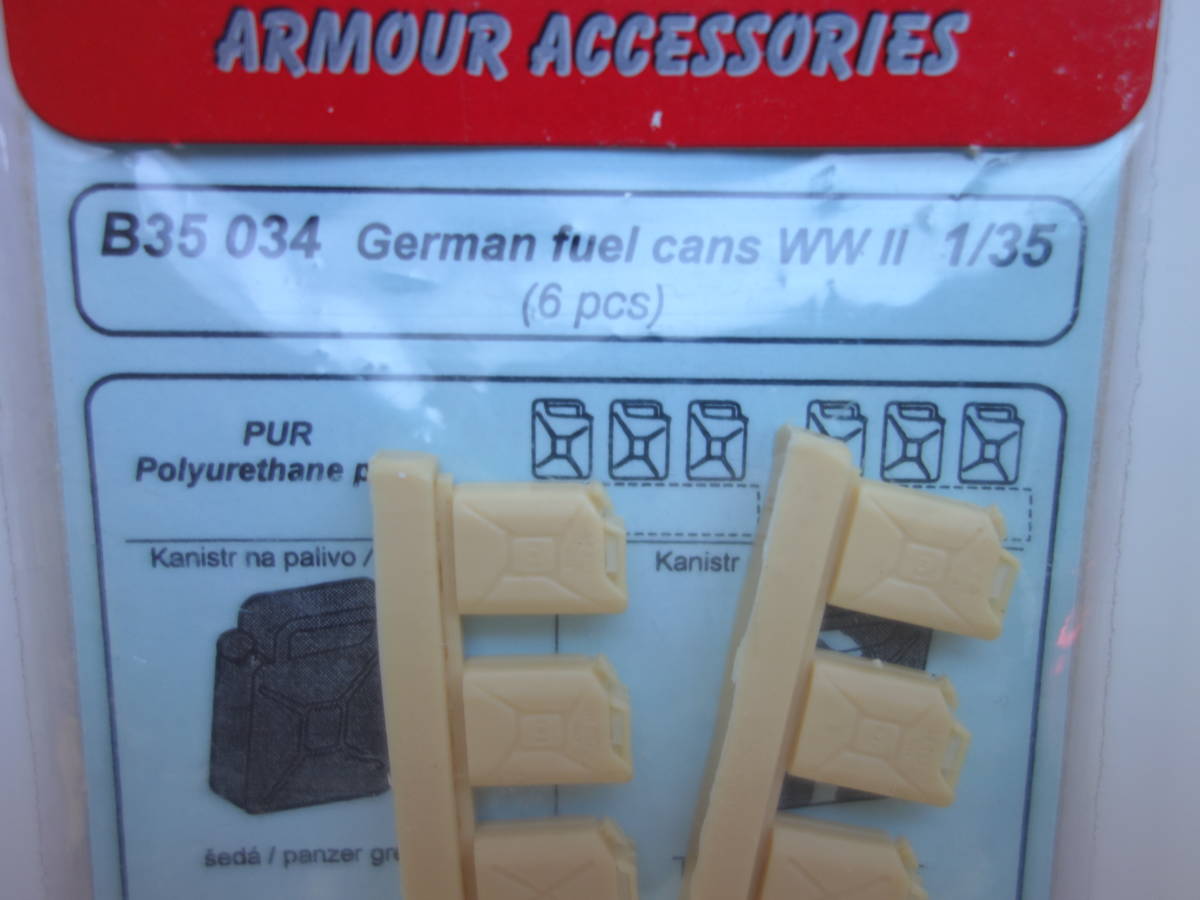 ARMOUR ACCESSORIES
B35 034 German fuel cans WW II 1/35
(6 pcs)
PUR
Polyurethane p
Kanistr na palivo /
Kanistr
šedá / panzer gre